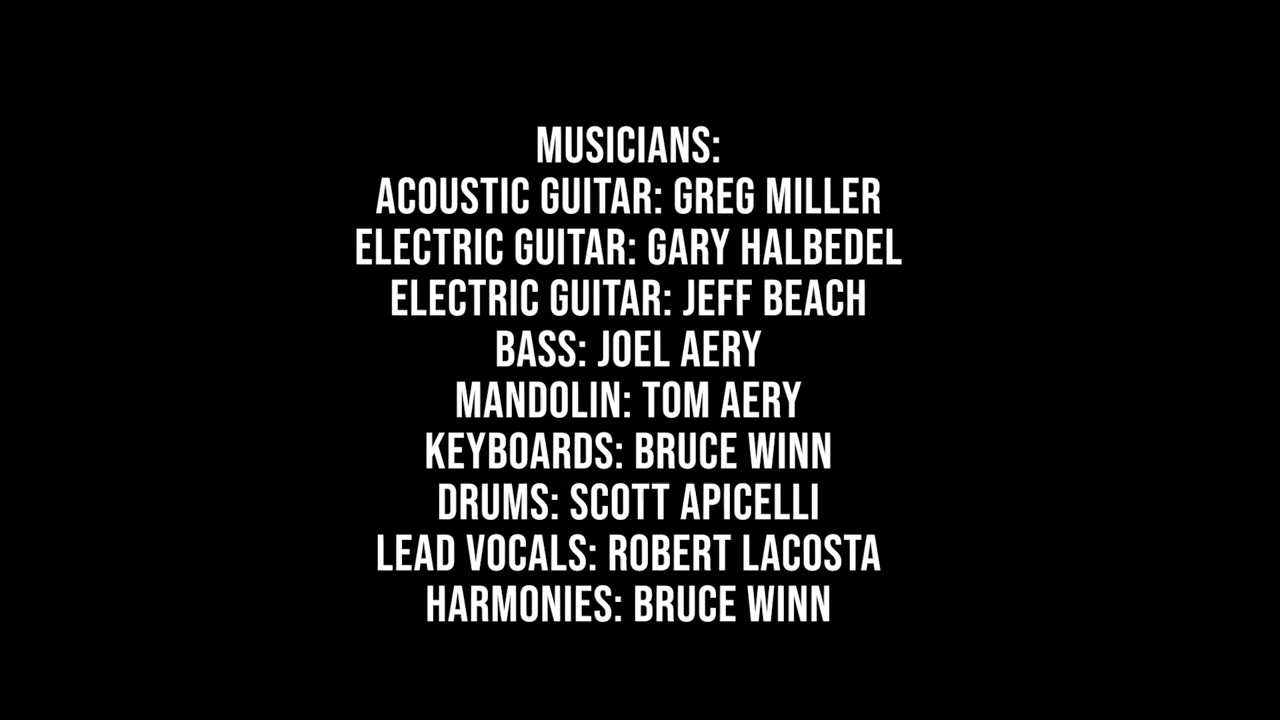 MUSICIANS:
ACOUSTIC GUITAR: GREG MILLER
ELECTRIC GUITAR: GARY HALBEDEL
ELECTRIC GUITAR: JEFF BEACH
BASS: JOEL AERY
MANDOLIN: TOM AERY
KEYBOARDS: BRUCE WINN
DRUMS: SCOTT APICELLI
LEAD VOCALS: ROBERT LACOSTA
HARMONIES: BRUCE WINN